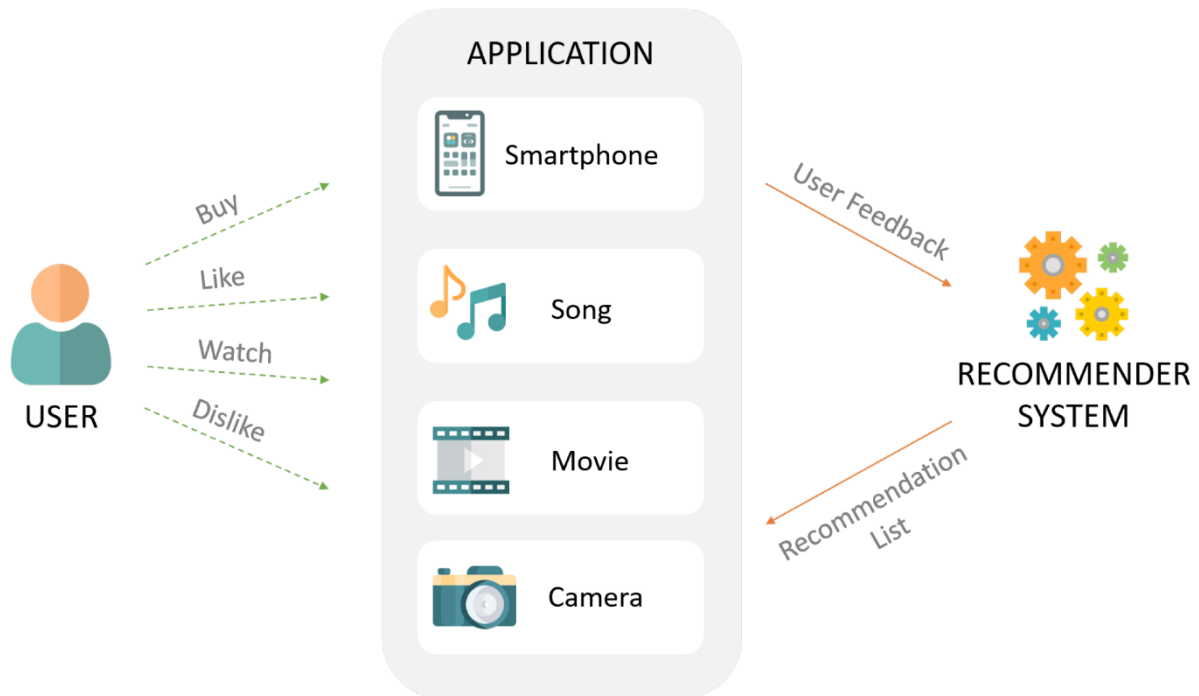 APPLICATION
Smartphone
Song
Movie
Camera
Buy
Like
Watch
Dislike
USER
User Feedback
RECOMMENDER
SYSTEM
Recommendation
List